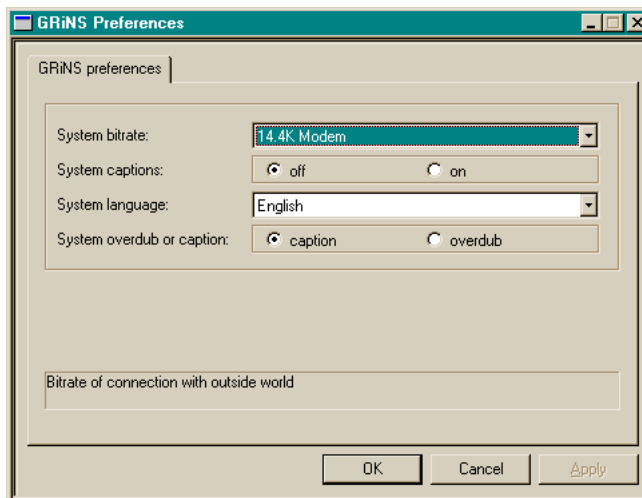 GRiNS Preferences
GRiNS preferences
System bitrate: 14.4K Modem
System captions: off on
System language: English
System overdub or caption: caption overdub
Bitrate of connection with outside world
OK Cancel Apply